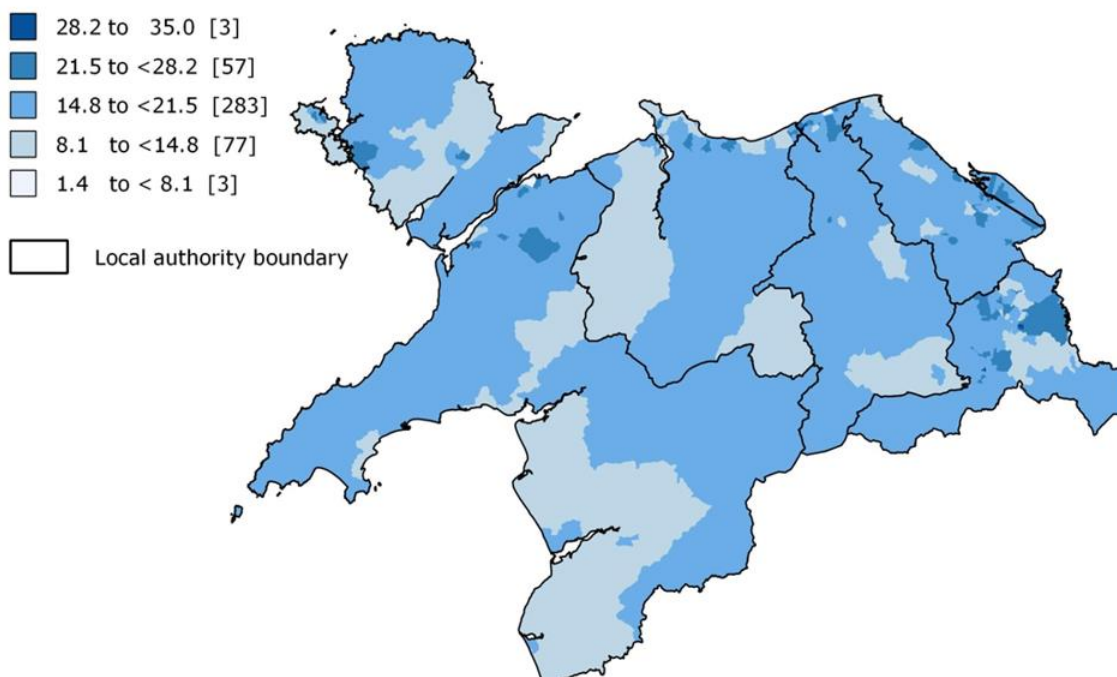 28.2 to 35.0 [3]
21.5 to <28.2 [57]
14.8 to <21.5 [283]
8.1 to <14.8 [77]
1.4 to < 8.1 [3]
Local authority boundary